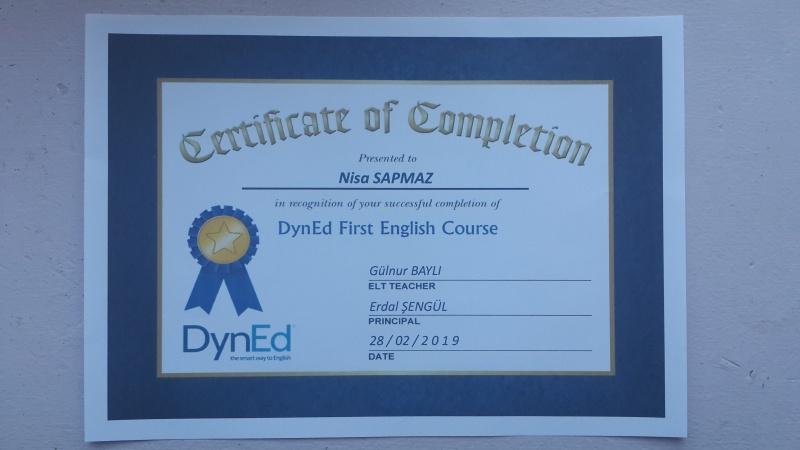 Certificate of Completion
Presented to
Nisa SAPMAZ
in recognition of your successful completion of
DynEd First English Course
Gülnur BAYLI
ELT TEACHER
Erdal ŞENGÜL
PRINCIPAL
28/02/2019
DATE
DynEd
the smart way to English